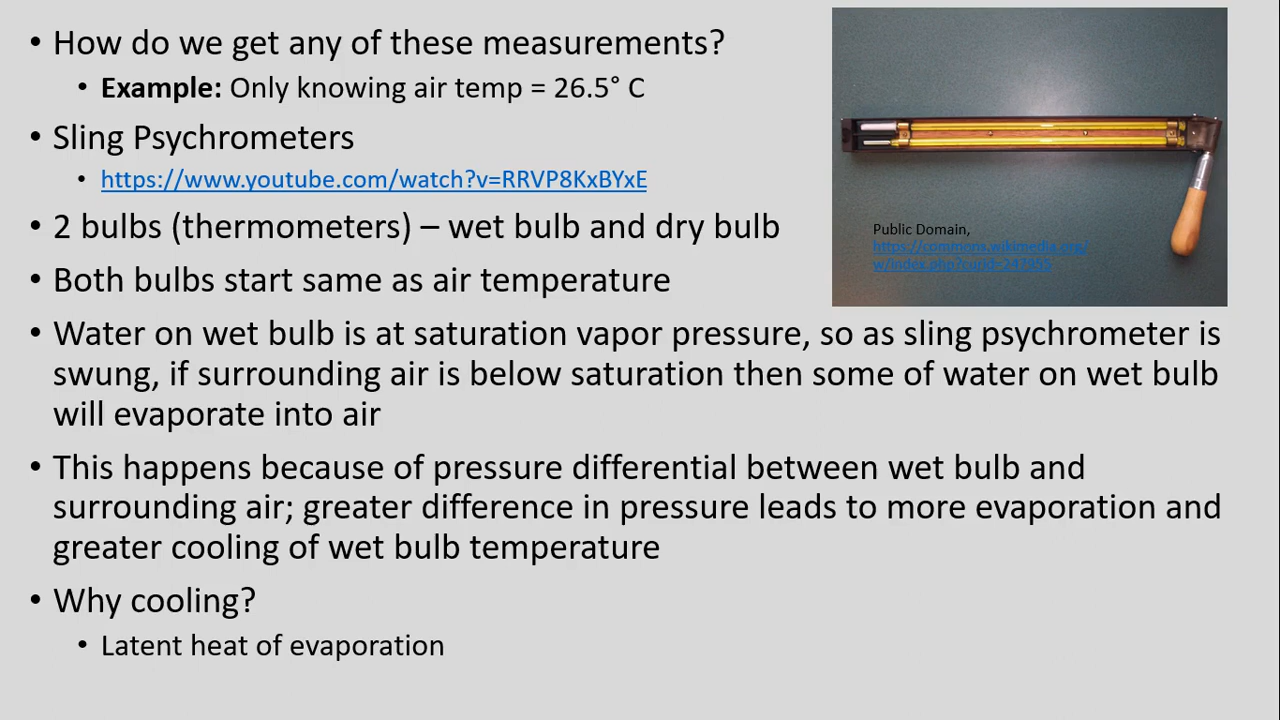 • How do we get any of these measurements?
• Example: Only knowing air temp = 26.5° C
• Sling Psychrometers
• https://www.youtube.com/watch?v=RRVP8KxBYxE
• 2 bulbs (thermometers) – wet bulb and dry bulb
• Both bulbs start same as air temperature
• Water on wet bulb is at saturation vapor pressure, so as sling psychrometer is
swung, if surrounding air is below saturation then some of water on wet bulb
will evaporate into air
• This happens because of pressure differential between wet bulb and
surrounding air; greater difference in pressure leads to more evaporation and
greater cooling of wet bulb temperature
• Why cooling?
• Latent heat of evaporation
Public Domain,
https://commons.wikimedia.org/
w/index.php?curid=247955